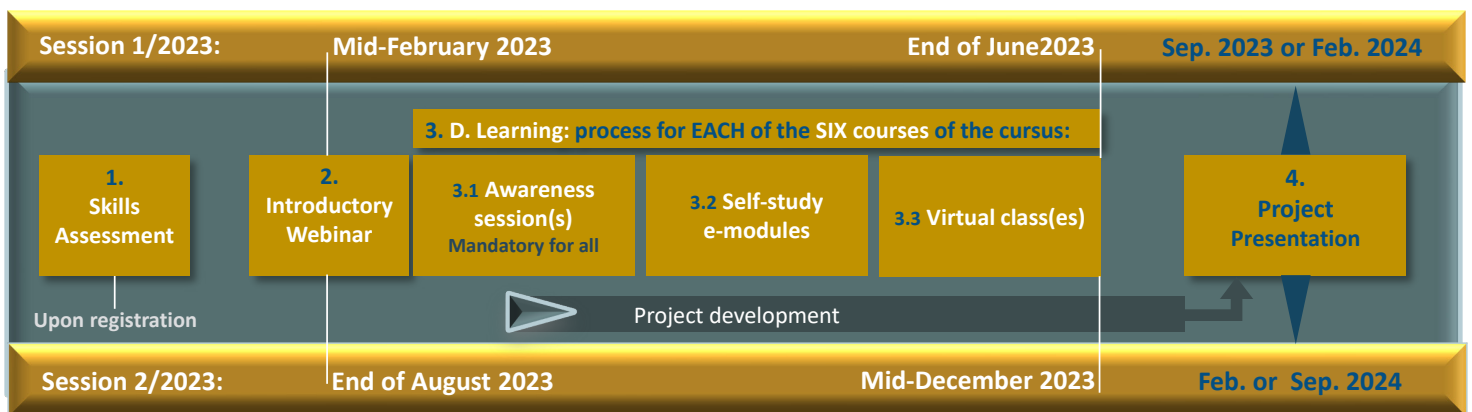 Session 1/2023: Mid-February 2023 End of June2023 Sep. 2023 or Feb. 2024
3. D. Learning: process for EACH of the SIX courses of the cursus:
1.
Skills
Assessment
Upon registration
2.
Introductory
Webinar
3.1 Awareness
session(s)
Mandatory for all
3.2 Self-study
e-modules
3.3 Virtual class(es)
4.
Project
Presentation
Project development
Session 2/2023: End of August 2023 Mid-December 2023 Feb. or Sep. 2024